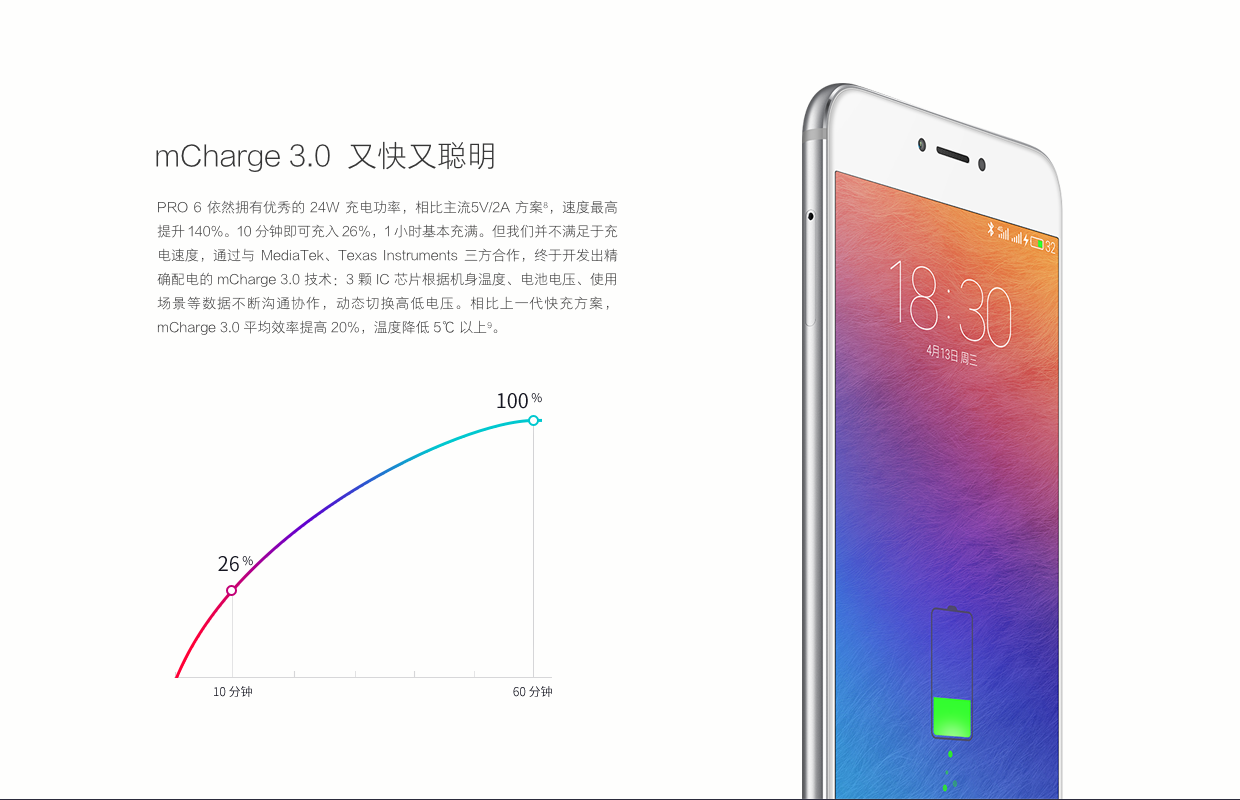 mCharge 3.0 又快又聪明
PRO 6 依然拥有优秀的 24W 充电功率，相比主流5V/2A 方案⁸，速度最高
提升 140%。10 分钟即可充入 26%，1 小时基本充满。但我们并不满足于充
电速度，通过与 MediaTek、Texas Instruments 三方合作，终于开发出精
确配电的 mCharge 3.0 技术；3 颗 IC 芯片根据机身温度、电池电压、使用
场景等数据不断沟通协作，动态切换高低电压。相比上一代快充方案，
mCharge 3.0 平均效率提高 20%，温度降低 5℃ 以上⁹。
100 %
26 %
10 分钟
60 分钟
4G 32
18:30
4月13日 周三